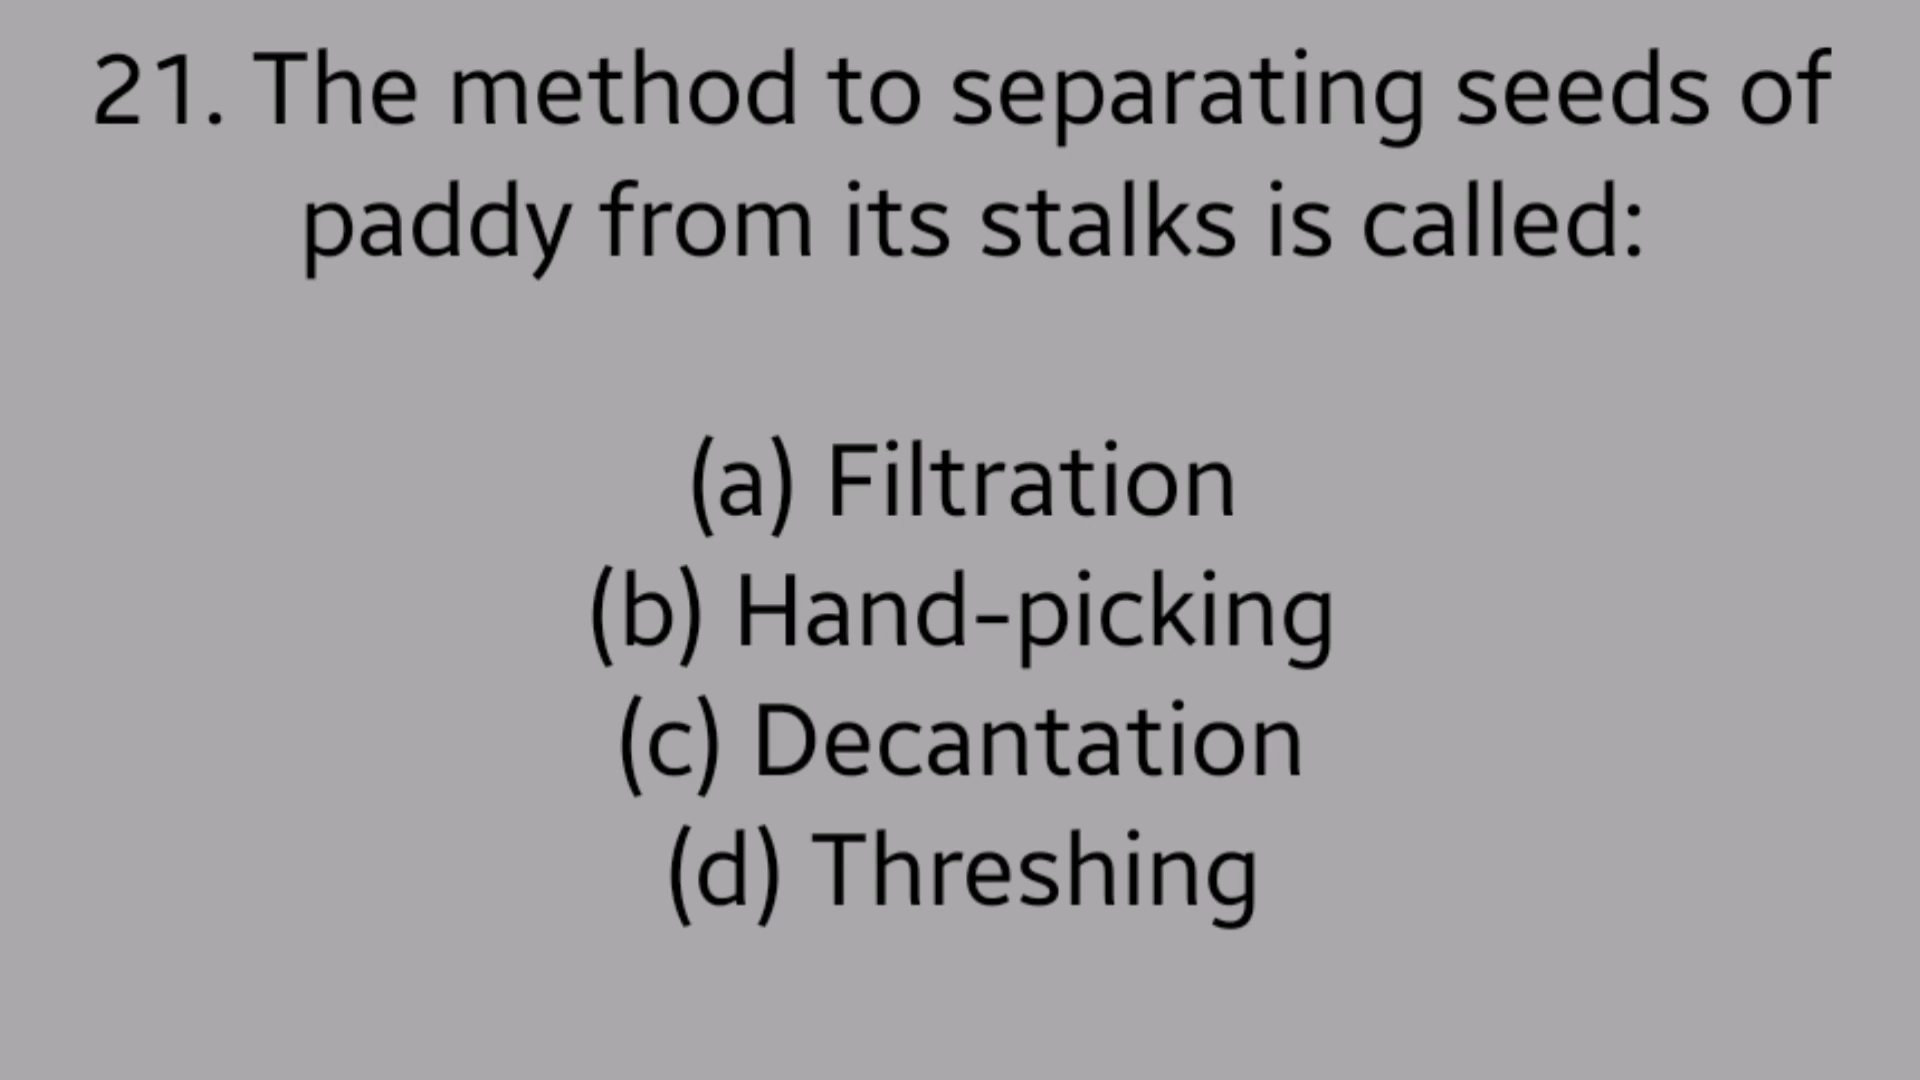 21. The method to separating seeds of
paddy from its stalks is called:
(a) Filtration
(b) Hand-picking
(c) Decantation
(d) Threshing